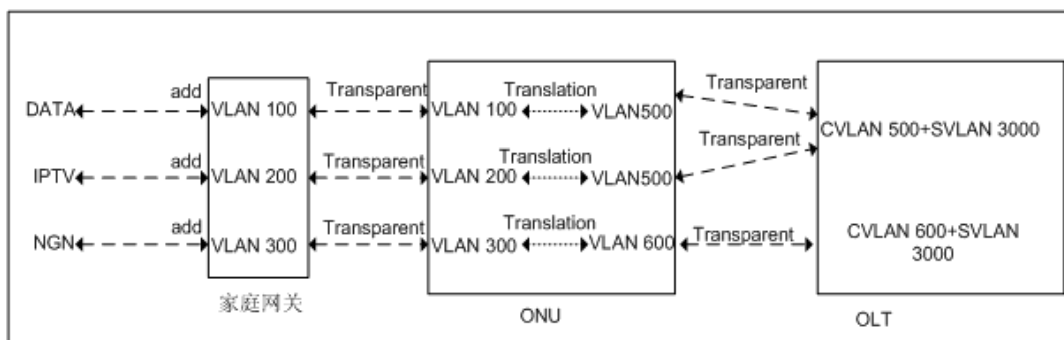 DATA
add
VLAN 100
Transparent
VLAN 100
Translation
VLAN500
Transparent
IPTV
add
VLAN 200
Transparent
VLAN 200
Translation
VLAN500
Transparent
CVLAN 500+SVLAN 3000
NGN
add
VLAN 300
Transparent
VLAN 300
Translation
VLAN 600
Transparent
CVLAN 600+SVLAN
3000
家庭网关
ONU
OLT